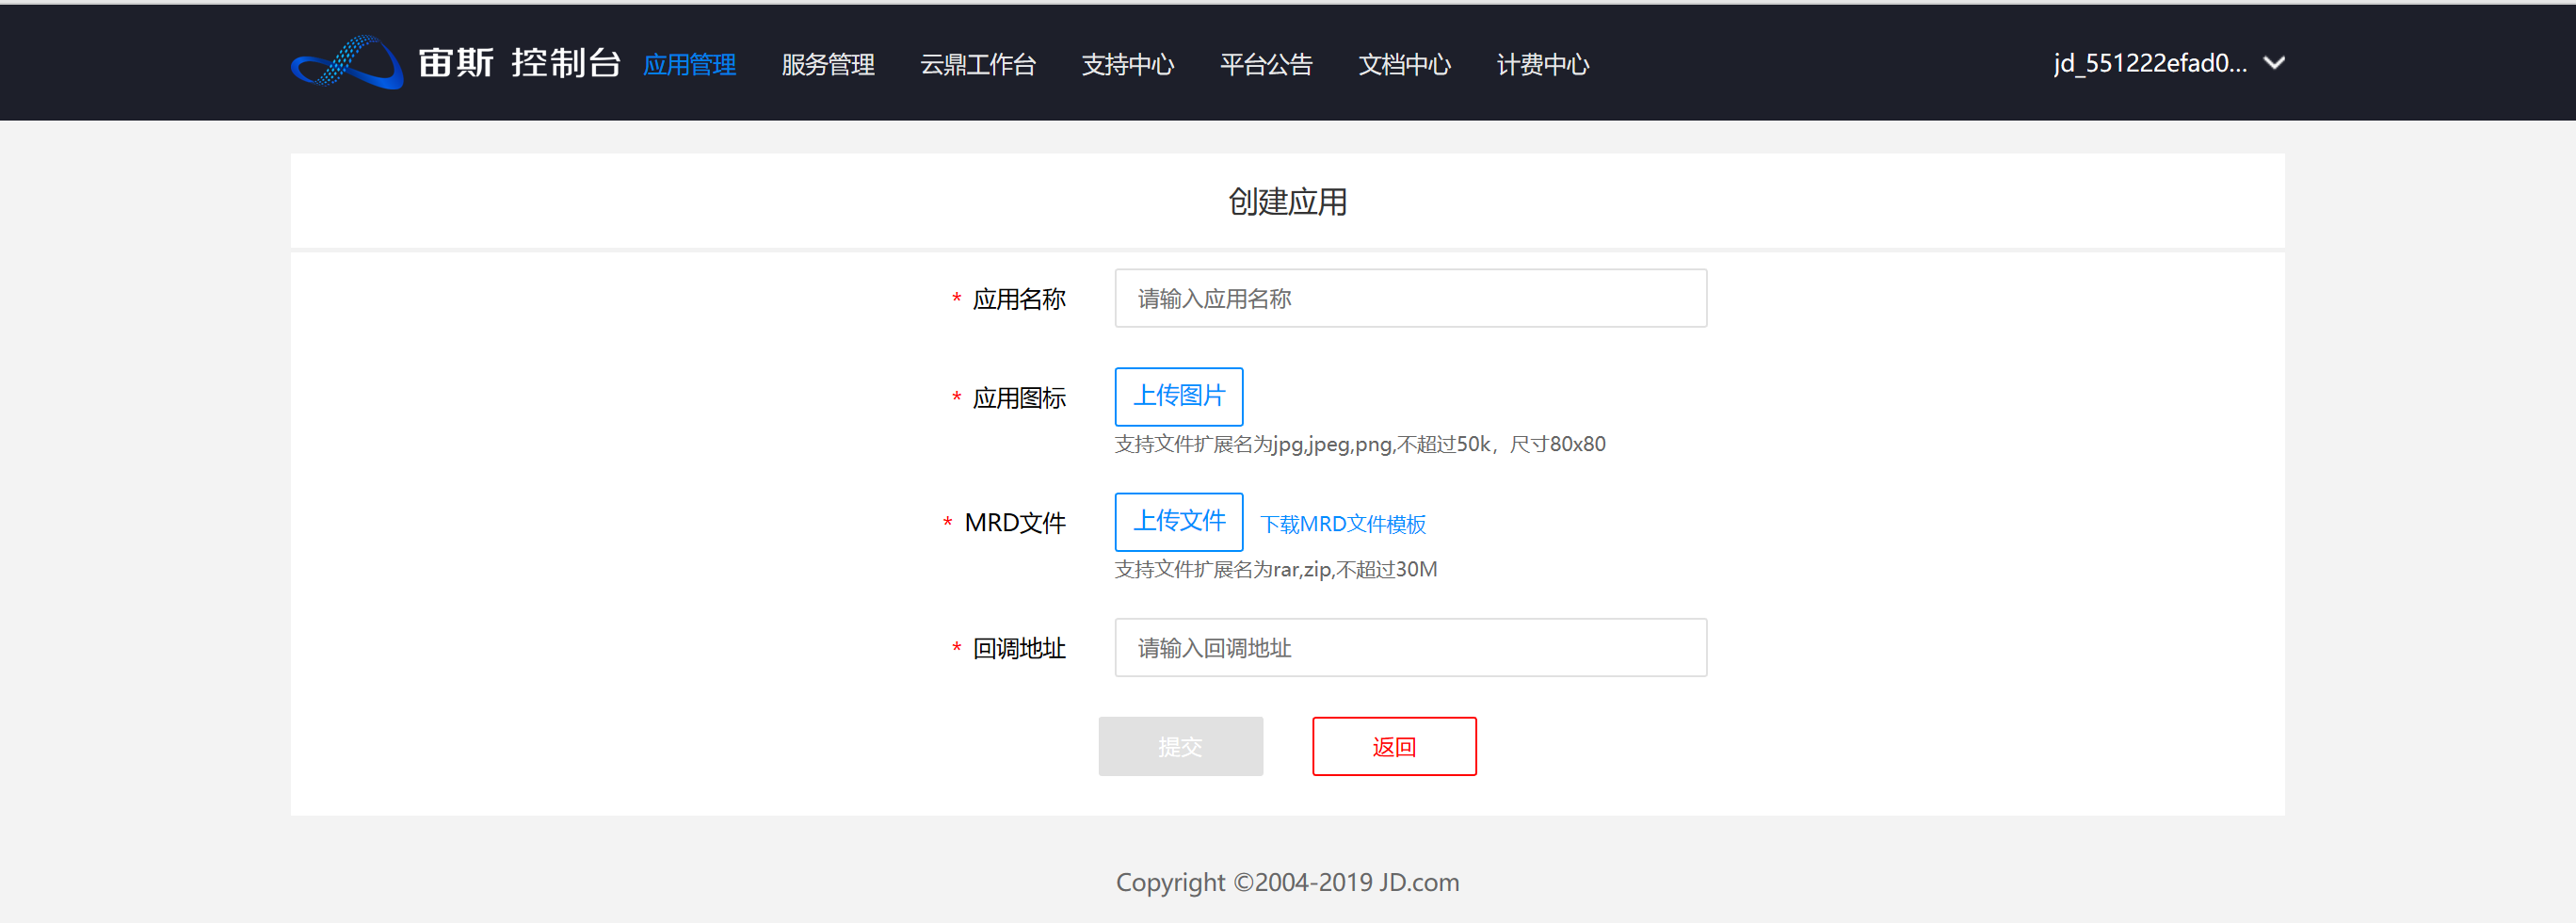 宙斯 控制台 应用管理 服务管理 云鼎工作台 支持中心 平台公告 文档中心 计费中心 jd_551222efad0...
创建应用
* 应用名称 请输入应用名称
* 应用图标 上传图片
支持文件扩展名为jpg,jpeg,png,不超过50k，尺寸80x80
* MRD文件 上传文件 下载MRD文件模板
支持文件扩展名为rar,zip,不超过30M
* 回调地址 请输入回调地址
提交 返回
Copyright ©2004-2019 JD.com